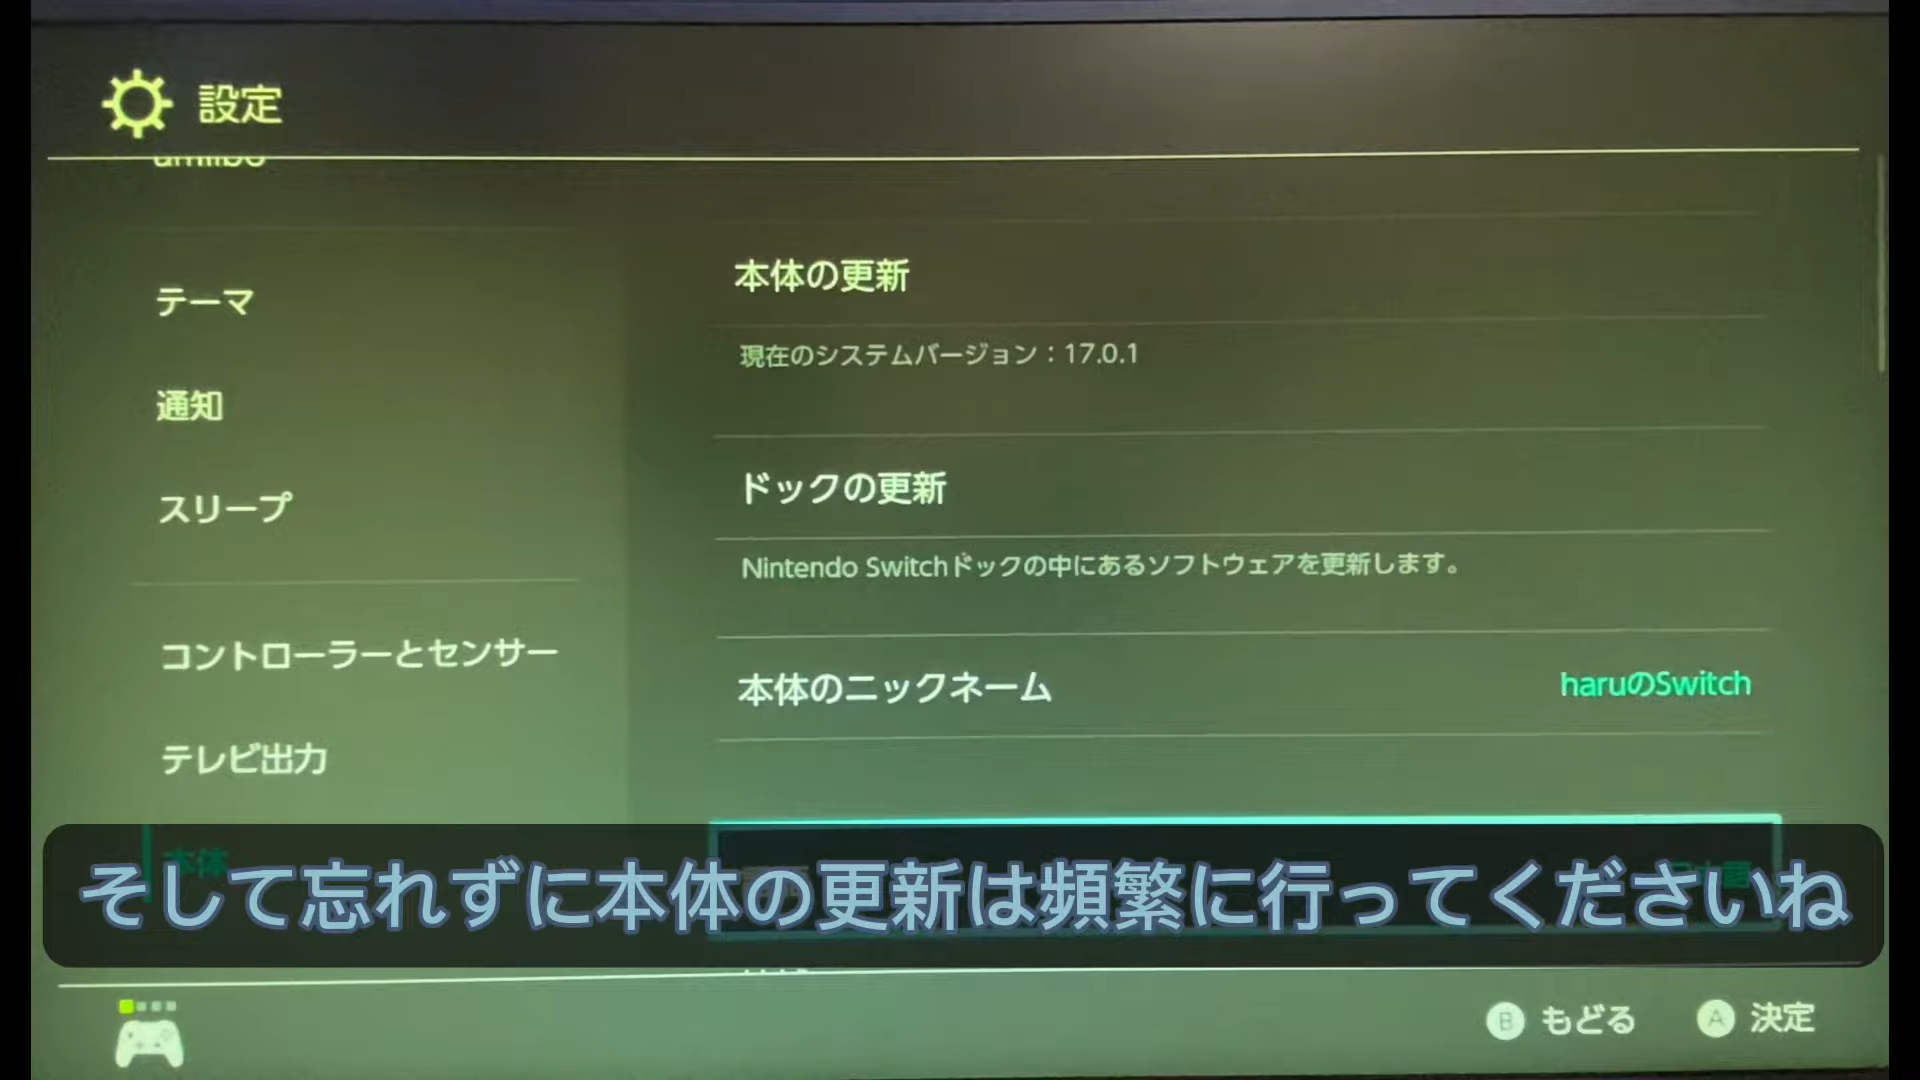 設定
amiibo
テーマ
通知
スリープ
コントローラーとセンサー
テレビ出力
本体
本体の更新
現在のシステムバージョン：17.0.1
ドックの更新
Nintendo Switchドックの中にあるソフトウェアを更新します。
本体のニックネーム
haruのSwitch
そして忘れずに本体の更新は頻繁に行ってくださいね
B もどる
A 決定